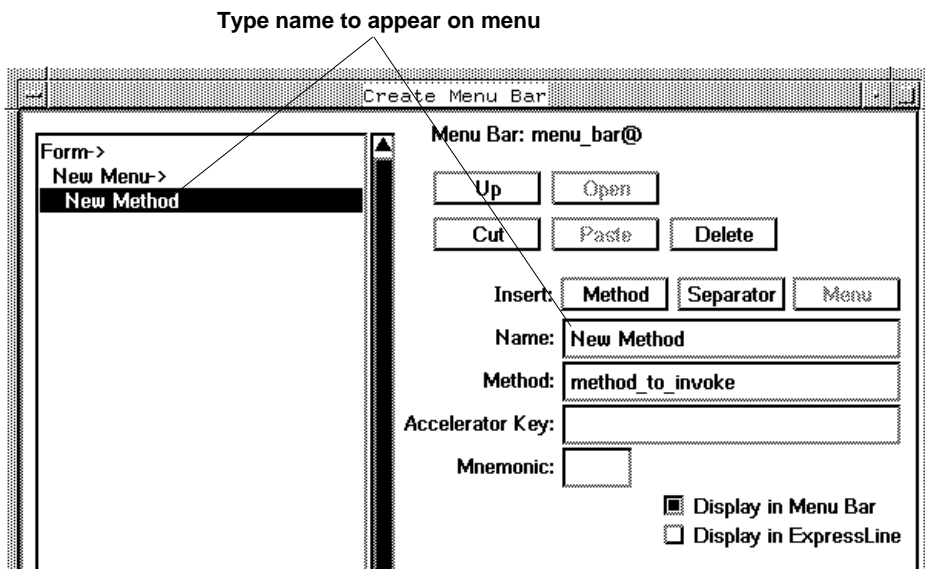 Type name to appear on menu
Create Menu Bar
Form->
New Menu->
New Method
Menu Bar: menu_bar@
Up Open
Cut Paste Delete
Insert: Method Separator Menu
Name: New Method
Method: method_to_invoke
Accelerator Key:
Mnemonic:
Display in Menu Bar
Display in ExpressLine